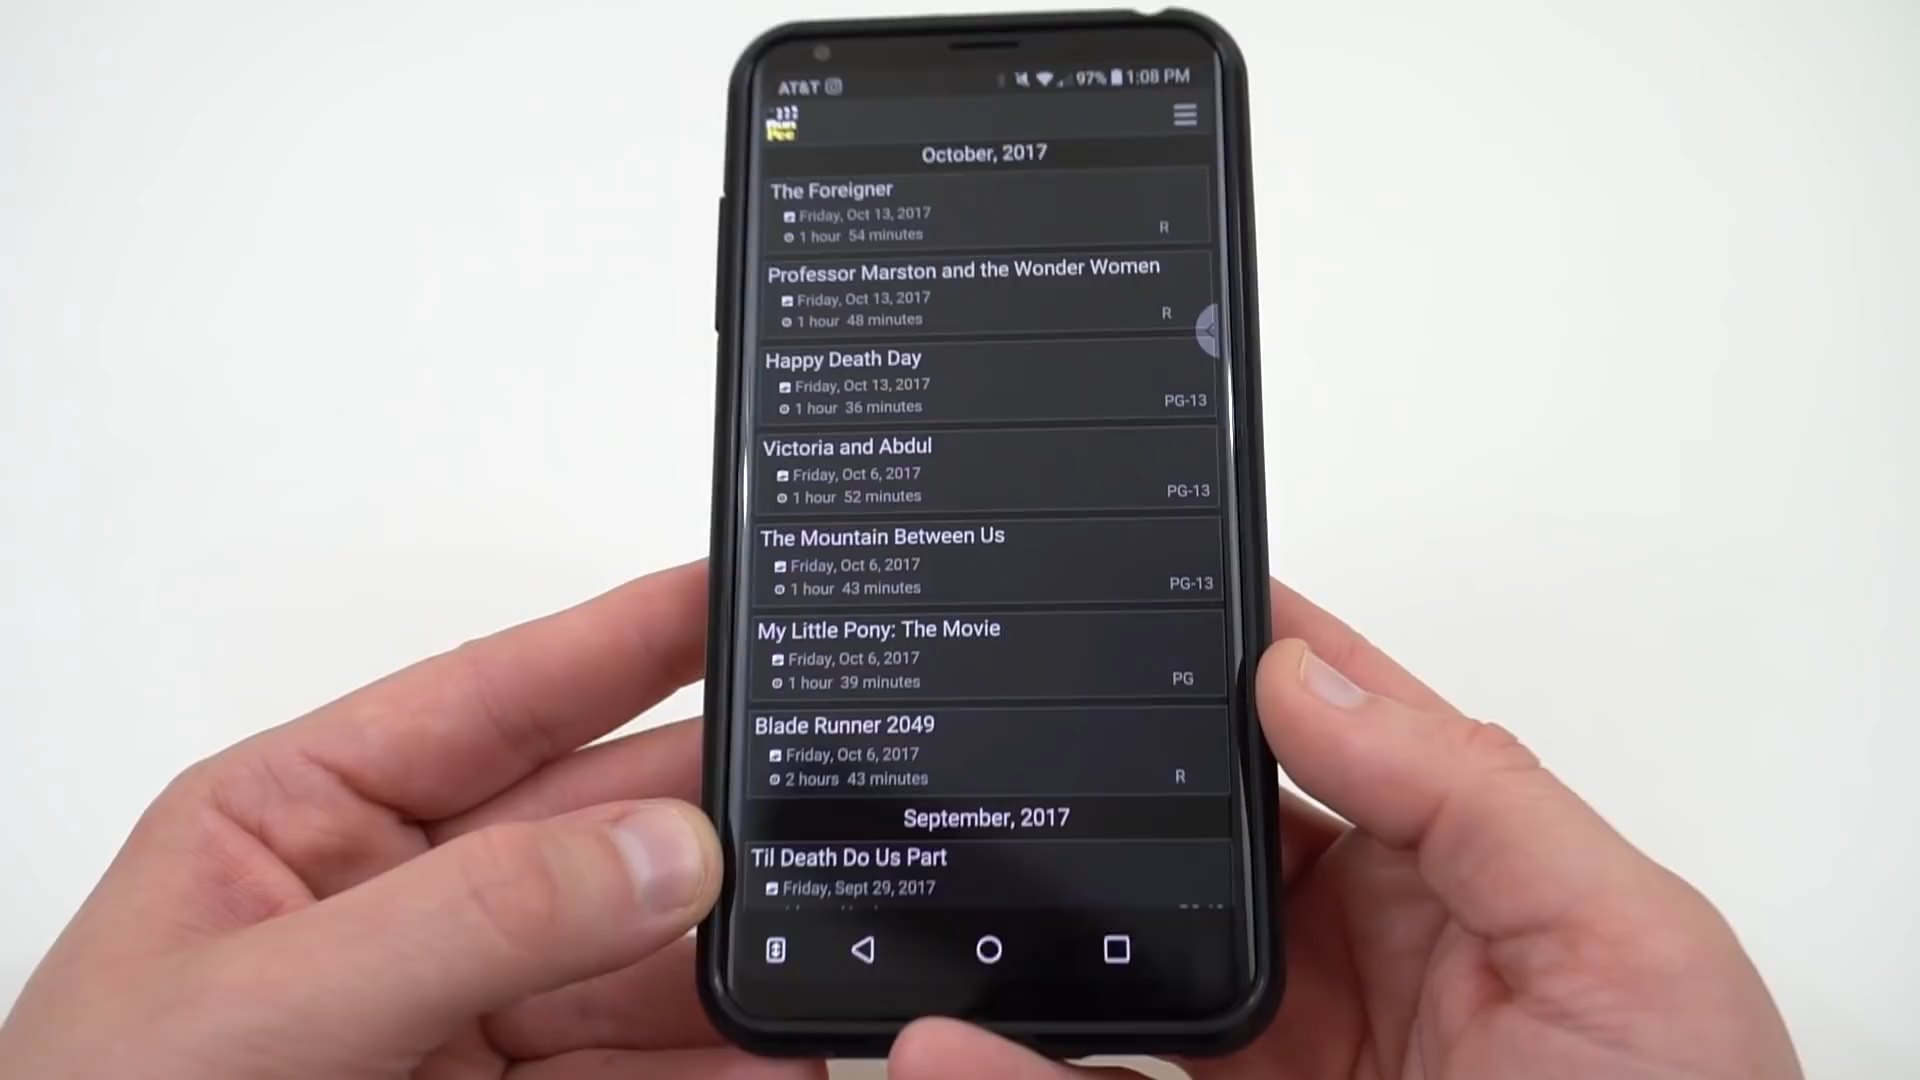 AT&T 97% 1:08 PM
Run
Pee
October, 2017
The Foreigner
Friday, Oct 13, 2017
1 hour 54 minutes R
Professor Marston and the Wonder Women
Friday, Oct 13, 2017
1 hour 48 minutes R
Happy Death Day
Friday, Oct 13, 2017
1 hour 36 minutes PG-13
Victoria and Abdul
Friday, Oct 6, 2017
1 hour 52 minutes PG-13
The Mountain Between Us
Friday, Oct 6, 2017
1 hour 43 minutes PG-13
My Little Pony: The Movie
Friday, Oct 6, 2017
1 hour 39 minutes PG
Blade Runner 2049
Friday, Oct 6, 2017
2 hours 43 minutes R
September, 2017
Til Death Do Us Part
Friday, Sept 29, 2017